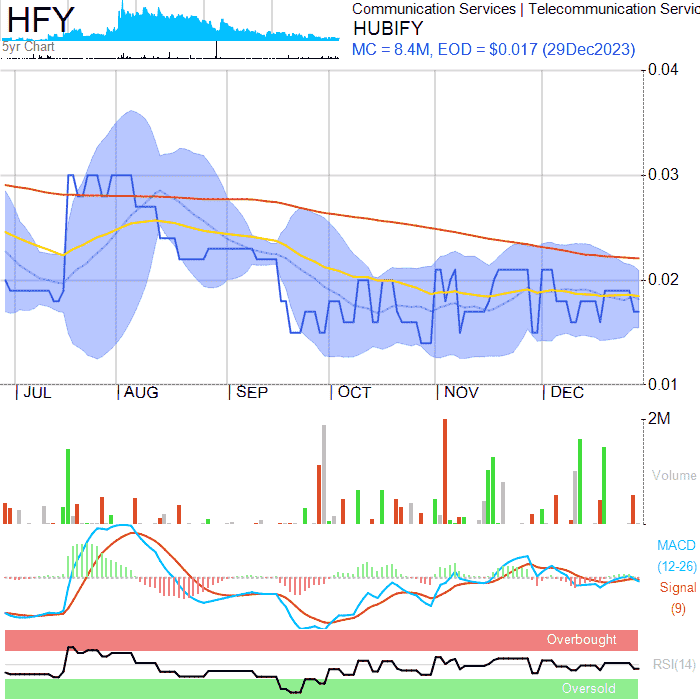 HFY
5yr Chart
Communication Services | Telecommunication Servic
HUBIFY
MC = 8.4M, EOD = $0.017 (29Dec2023)
0.04
0.03
0.02
0.01
JUL AUG SEP OCT NOV DEC
2M
Volume
MACD
(12-26)
Signal
(9)
Overbought
RSI(14)
Oversold